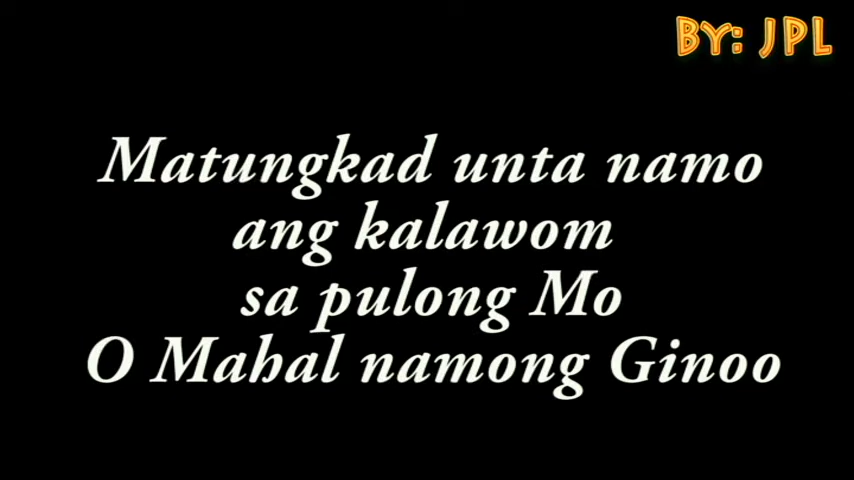 BY: JPL
Matungkad unta namo
ang kalawom
sa pulong Mo
O Mahal namong Ginoo